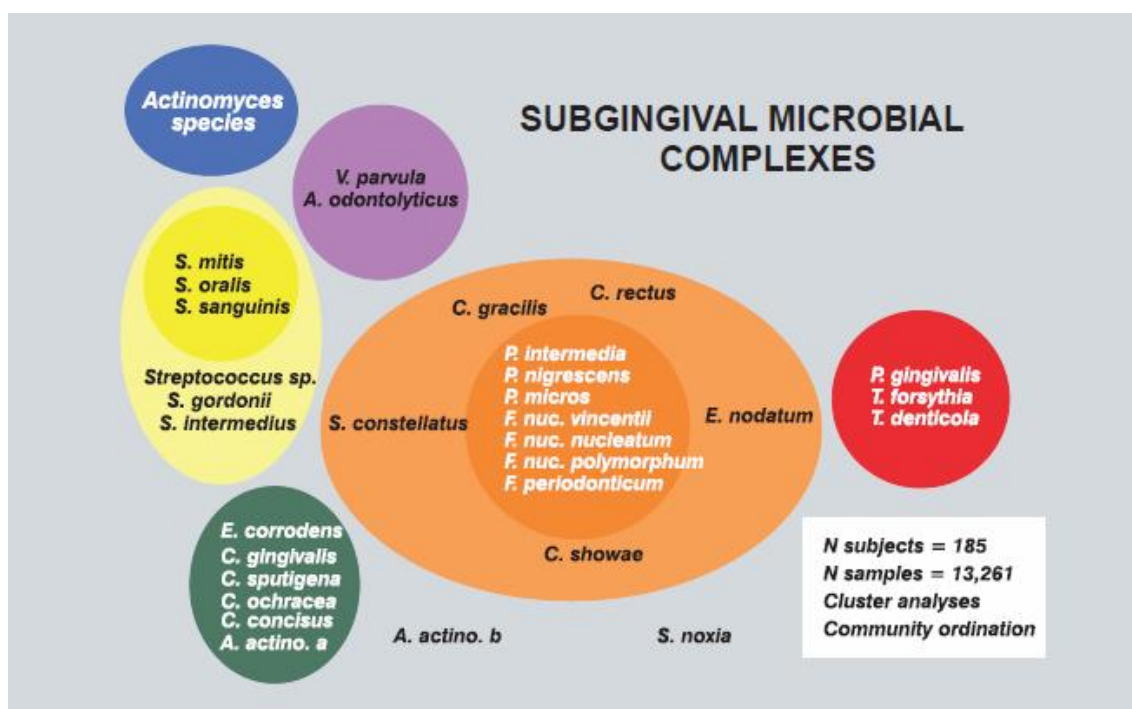 Actinomyces
species
SUBGINGIVAL MICROBIAL
COMPLEXES
V. parvula
A. odontolyticus
S. mitis
S. oralis
S. sanguinis
Streptococcus sp.
S. gordonii
S. intermedius
C. gracilis
C. rectus
P. intermedia
P. nigrescens
P. micros
F. nuc. vincentii
F. nuc. nucleatum
F. nuc. polymorphum
F. periodonticum
S. constellatus
E. nodatum
C. showae
P. gingivalis
T. forsythia
T. denticola
E. corrodens
C. gingivalis
C. sputigena
C. ochracea
C. concisus
A. actino. a
A. actino. b
S. noxia
N subjects = 185
N samples = 13,261
Cluster analyses
Community ordination